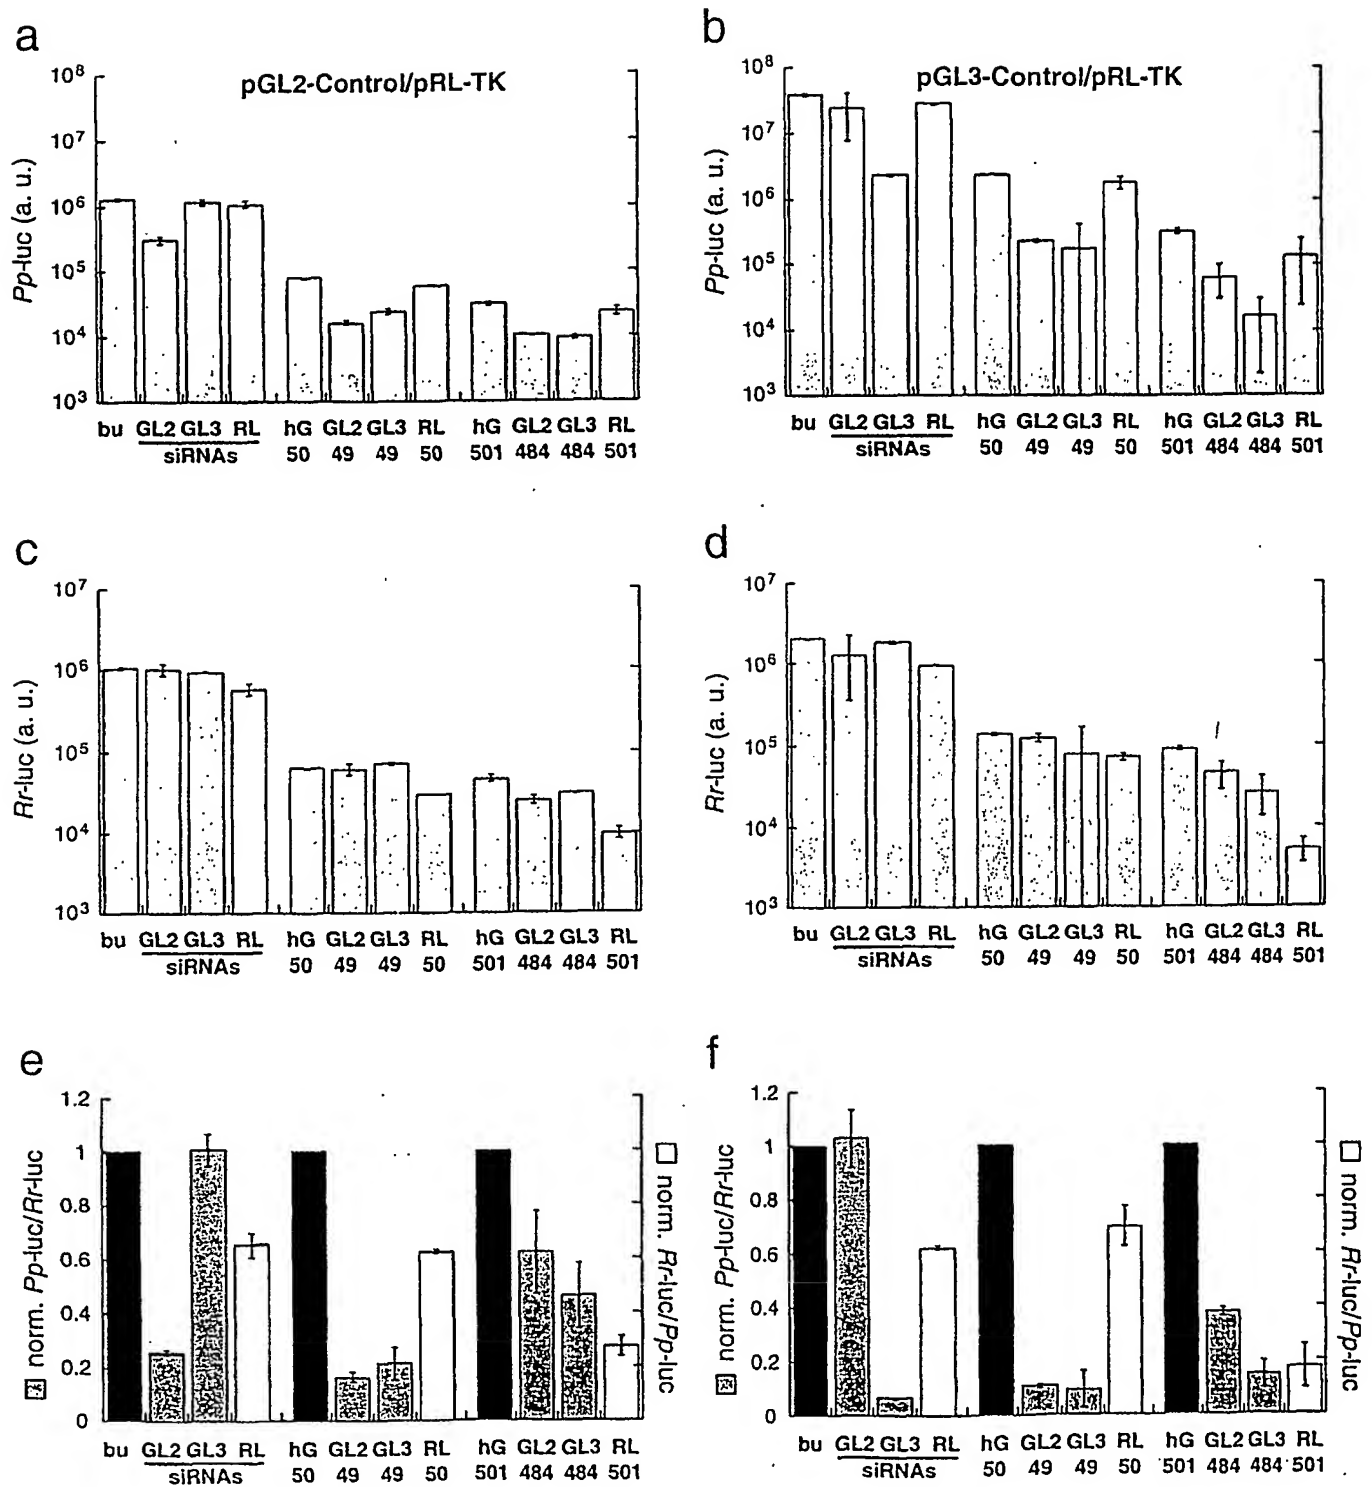 a
pGL2-Control/pRL-TK
Pp-luc (a. u.)
10⁸
10⁷
10⁶
10⁵
10⁴
10³
bu GL2 GL3 RL hG GL2 GL3 RL hG GL2 GL3 RL
siRNAs 50 49 49 50 501 484 484 501
b
pGL3-Control/pRL-TK
Pp-luc (a. u.)
10⁸
10⁷
10⁶
10⁵
10⁴
10³
bu GL2 GL3 RL hG GL2 GL3 RL hG GL2 GL3 RL
siRNAs 50 49 49 50 501 484 484 501
c
Rr-luc (a. u.)
10⁷
10⁶
10⁵
10⁴
10³
bu GL2 GL3 RL hG GL2 GL3 RL hG GL2 GL3 RL
siRNAs 50 49 49 50 501 484 484 501
d
Rr-luc (a. u.)
10⁷
10⁶
10⁵
10⁴
10³
bu GL2 GL3 RL hG GL2 GL3 RL hG GL2 GL3 RL
siRNAs 50 49 49 50 501 484 484 501
e
norm. Pp-luc/Rr-luc
1.2
1
0.8
0.6
0.4
0.2
0
norm. Rr-luc/Pp-luc
bu GL2 GL3 RL hG GL2 GL3 RL hG GL2 GL3 RL
siRNAs 50 49 49 50 501 484 484 501
f
norm. Pp-luc/Rr-luc
1.2
1
0.8
0.6
0.4
0.2
0
norm. Rr-luc/Pp-luc
bu GL2 GL3 RL hG GL2 GL3 RL hG GL2 GL3 RL
siRNAs 50 49 49 50 501 484 484 501